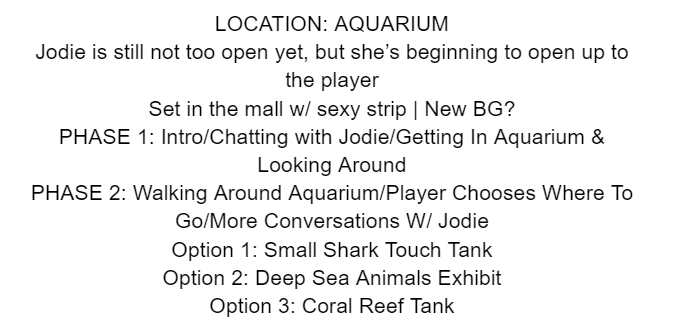 LOCATION: AQUARIUM
Jodie is still not too open yet, but she’s beginning to open up to
the player
Set in the mall w/ sexy strip | New BG?
PHASE 1: Intro/Chatting with Jodie/Getting In Aquarium &
Looking Around
PHASE 2: Walking Around Aquarium/Player Chooses Where To
Go/More Conversations W/ Jodie
Option 1: Small Shark Touch Tank
Option 2: Deep Sea Animals Exhibit
Option 3: Coral Reef Tank